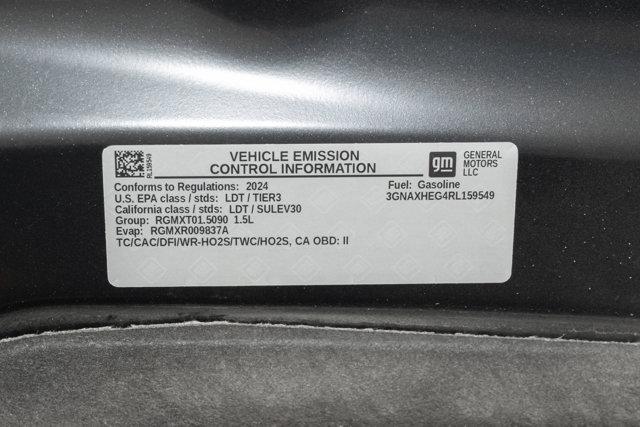 RL159549
VEHICLE EMISSION
CONTROL INFORMATION
gm
GENERAL
MOTORS
LLC
Conforms to Regulations: 2024
U.S. EPA class / stds: LDT / TIER3
California class / stds: LDT / SULEV30
Group: RGMXT01.5090 1.5L
Evap: RGMXR009837A
TC/CAC/DFI/WR-HO2S/TWC/HO2S, CA OBD: II
Fuel: Gasoline
3GNAXHEG4RL159549